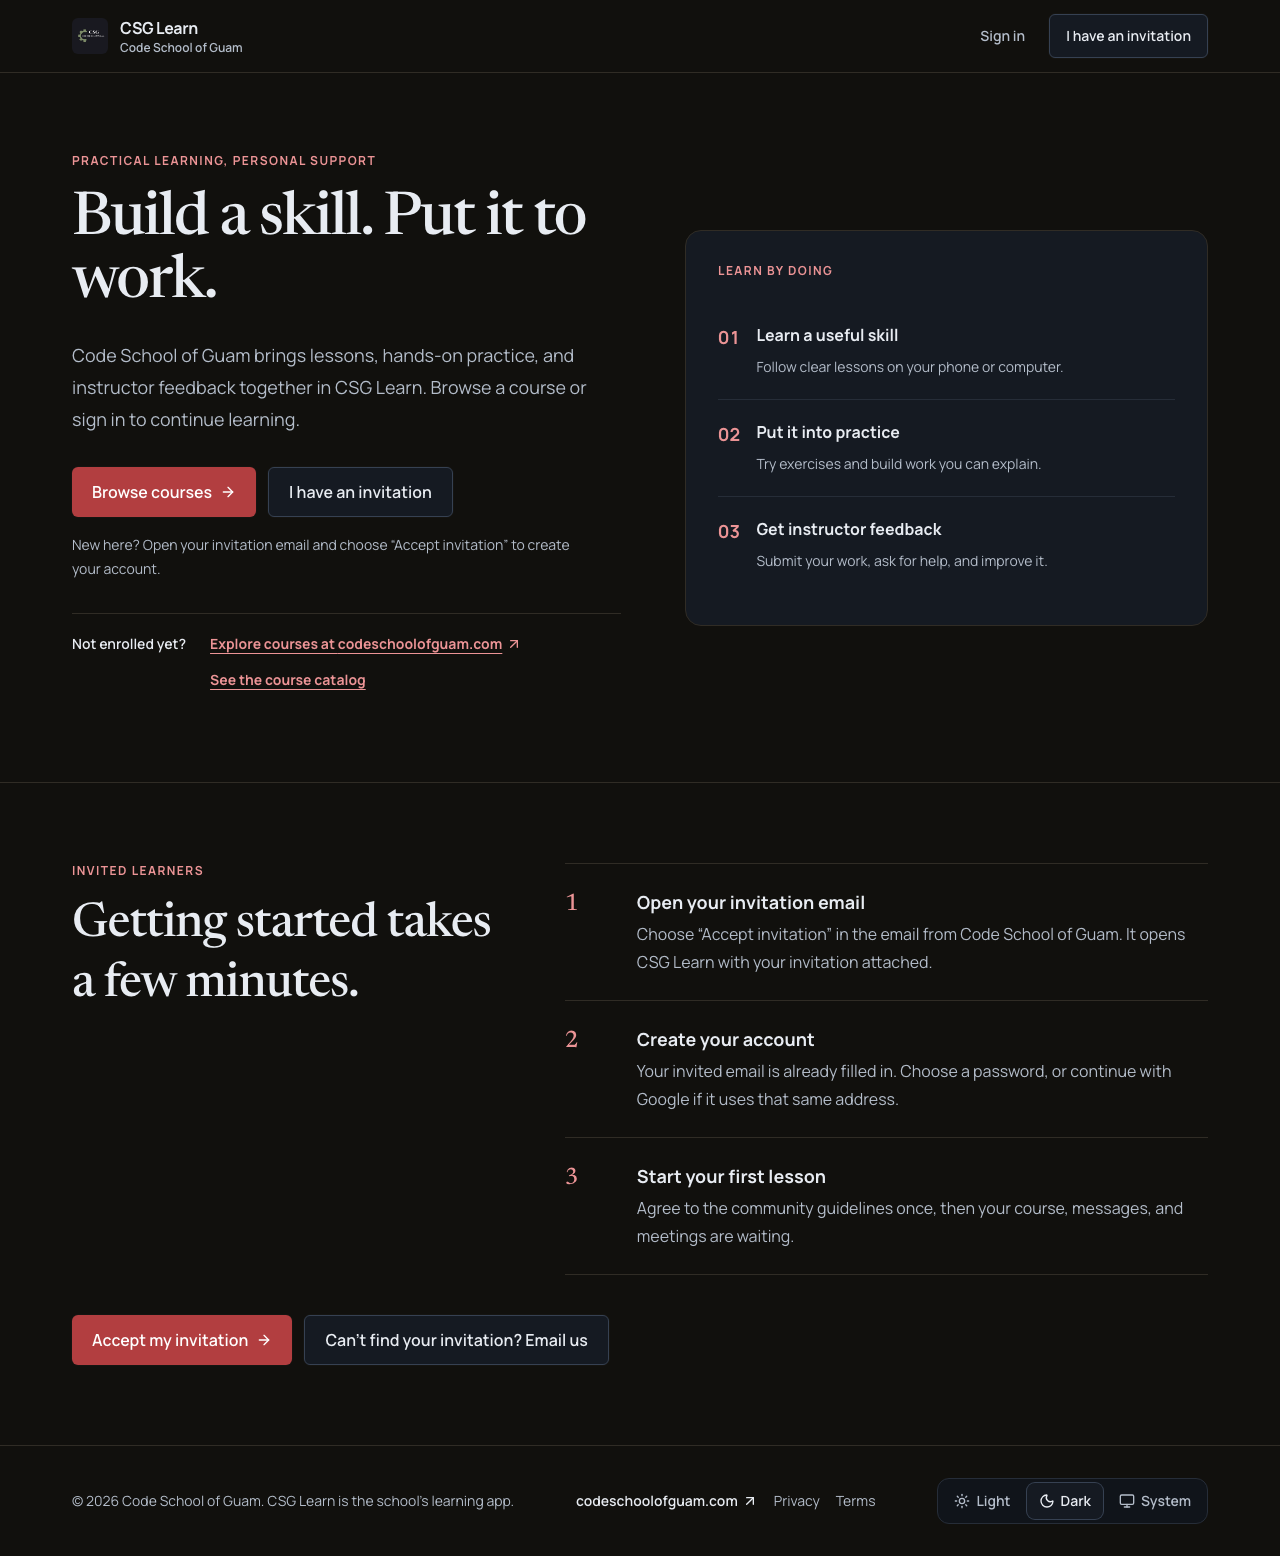 CSG Learn
Code School of Guam
Sign in
I have an invitation
PRACTICAL LEARNING, PERSONAL SUPPORT
Build a skill. Put it to
work.
Code School of Guam brings lessons, hands-on practice, and
instructor feedback together in CSG Learn. Browse a course or
sign in to continue learning.
Browse courses →
I have an invitation
New here? Open your invitation email and choose “Accept invitation” to create
your account.
Not enrolled yet?
Explore courses at codeschoolofguam.com
See the course catalog
LEARN BY DOING
01
Learn a useful skill
Follow clear lessons on your phone or computer.
02
Put it into practice
Try exercises and build work you can explain.
03
Get instructor feedback
Submit your work, ask for help, and improve it.
INVITED LEARNERS
Getting started takes
a few minutes.
1
Open your invitation email
Choose “Accept invitation” in the email from Code School of Guam. It opens
CSG Learn with your invitation attached.
2
Create your account
Your invited email is already filled in. Choose a password, or continue with
Google if it uses that same address.
3
Start your first lesson
Agree to the community guidelines once, then your course, messages, and
meetings are waiting.
Accept my invitation →
Can’t find your invitation? Email us
© 2026 Code School of Guam. CSG Learn is the school’s learning app.
codeschoolofguam.com
Privacy
Terms
Light
Dark
System